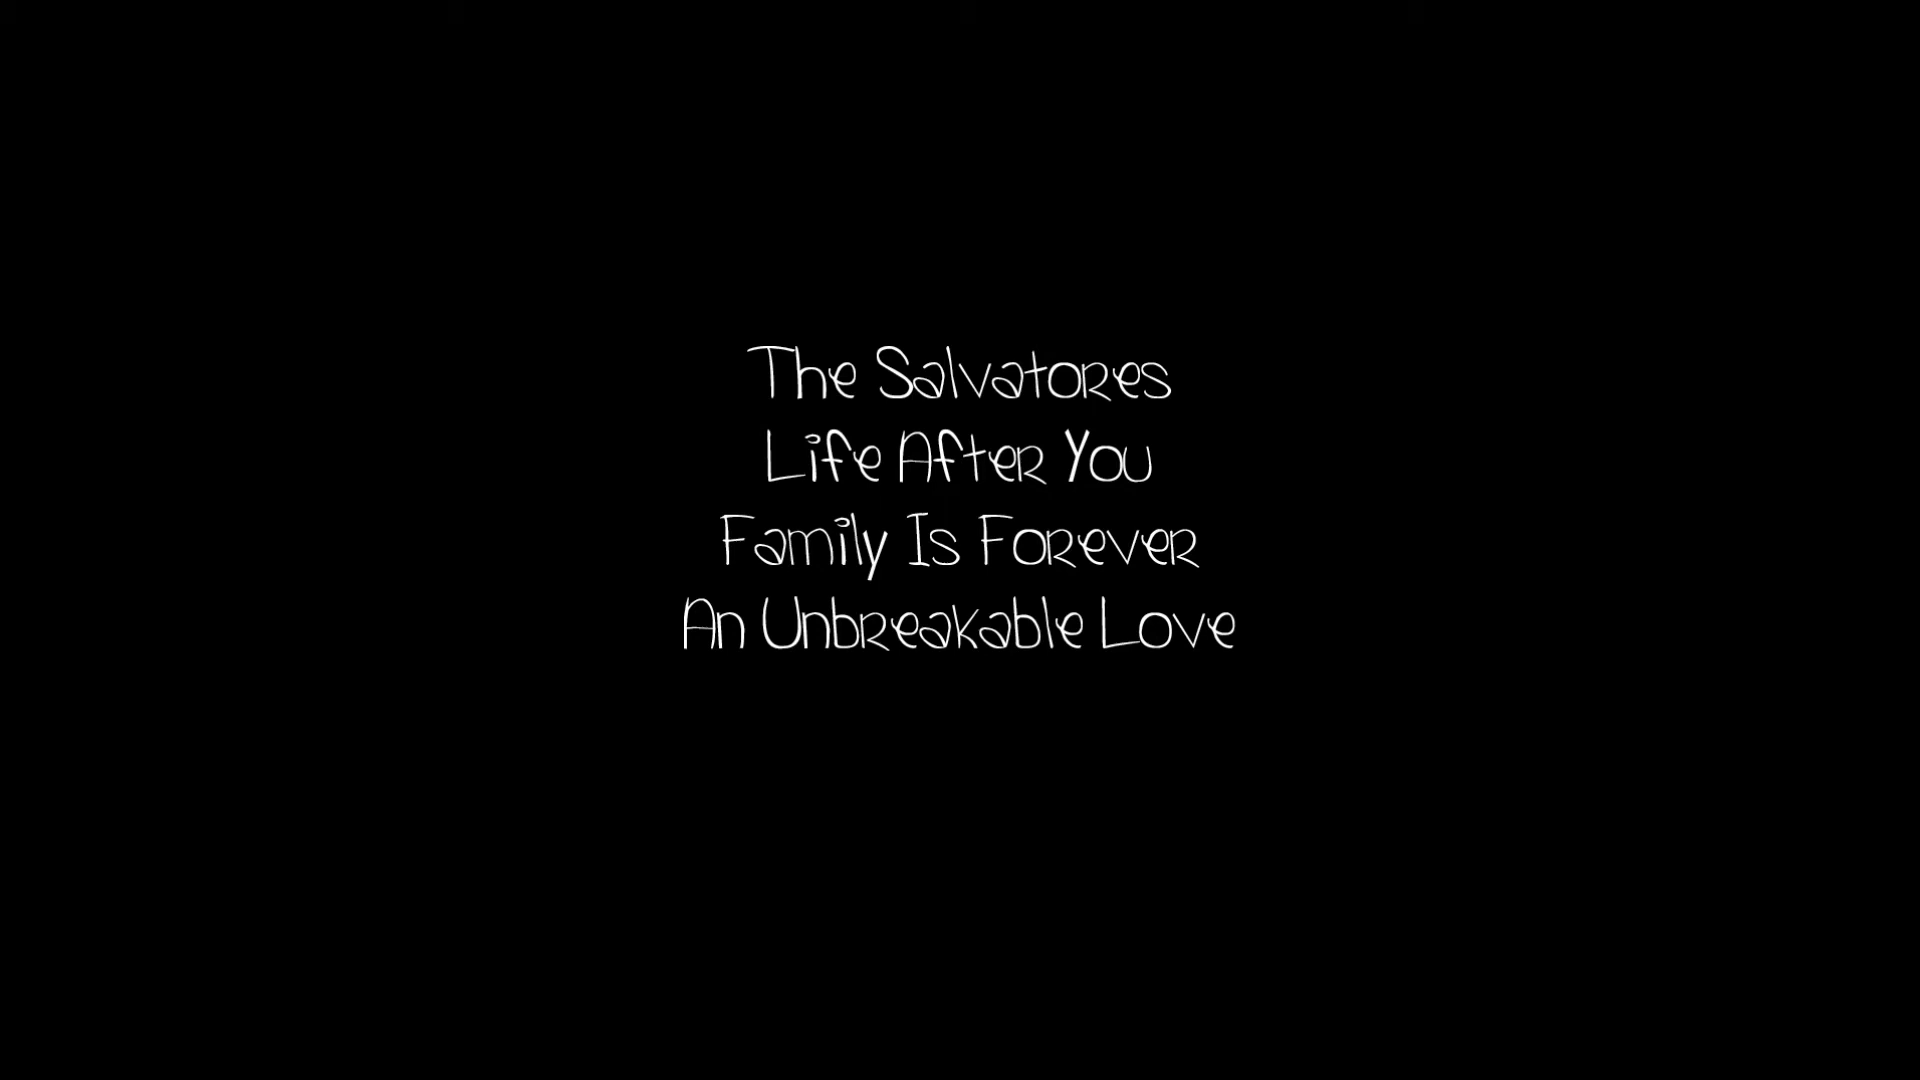 The Salvatores
Life After You
Family Is Forever
An Unbreakable Love